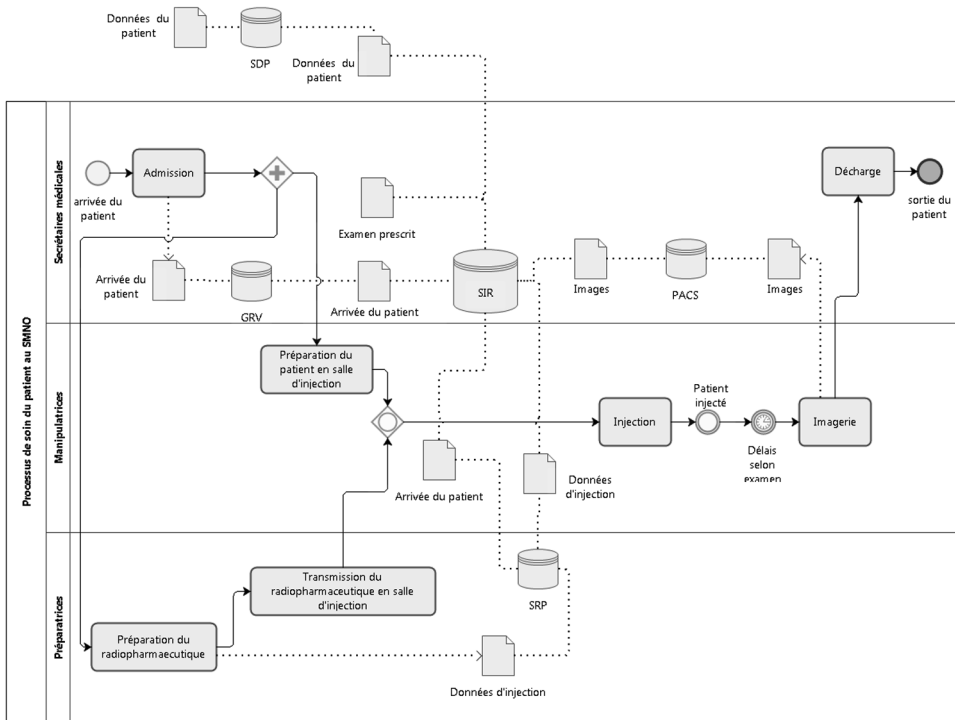 Données du
patient
SDP
Données du
patient
Processus de soin du patient au SMNO
Secrétaires médicales
Admission
arrivée du
patient
Décharge
sortie du
patient
Examen prescrit
Arrivée du
patient
GRV
Arrivée du patient
SIR
Images
PACS
Images
Manipulatrices
Préparation du
patient en salle
d'injection
Injection
Patient
injecté
Délais
selon
examen
Imagerie
Arrivée du patient
Données
d'injection
Préparatrices
Transmission du
radiopharmaceutique en salle
d'injection
SRP
Préparation du
radiopharmaecutique
Données d'injection